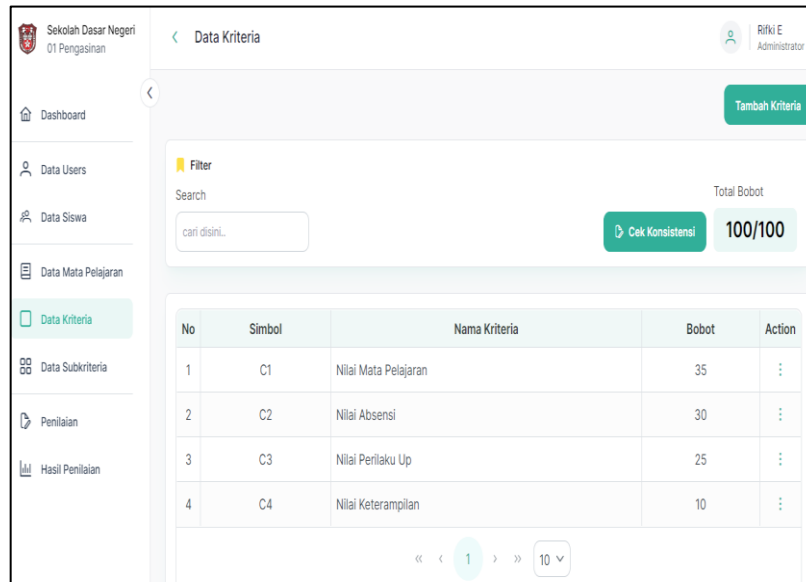 Sekolah Dasar Negeri
01 Pengasinan
Data Kriteria
Rifki E
Administrator
Dashboard
Data Users
Data Siswa
Data Mata Pelajaran
Data Kriteria
Data Subkriteria
Penilaian
Hasil Penilaian
Tambah Kriteria
Filter
Search
cari disini..
Cek Konsistensi
Total Bobot
100/100
No Simbol Nama Kriteria Bobot Action
1 C1 Nilai Mata Pelajaran 35
2 C2 Nilai Absensi 30
3 C3 Nilai Perilaku Up 25
4 C4 Nilai Keterampilan 10
« < 1 > » 10